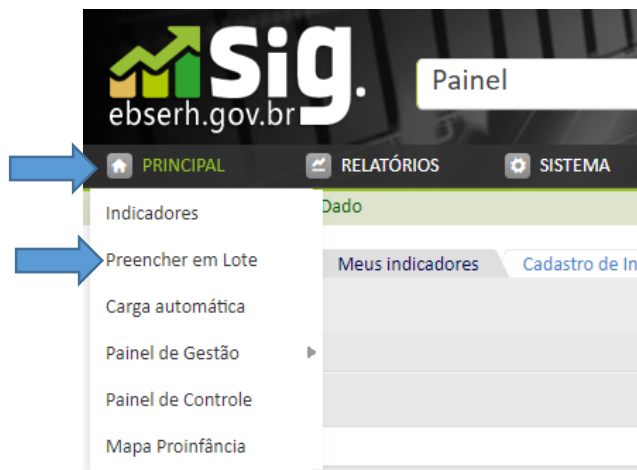 Sig.
ebserh.gov.br
Painel
PRINCIPAL
RELATÓRIOS
SISTEMA
Indicadores
Dado
Preencher em Lote
Meus indicadores
Cadastro de In
Carga automática
Painel de Gestão
Painel de Controle
Mapa Proinfância